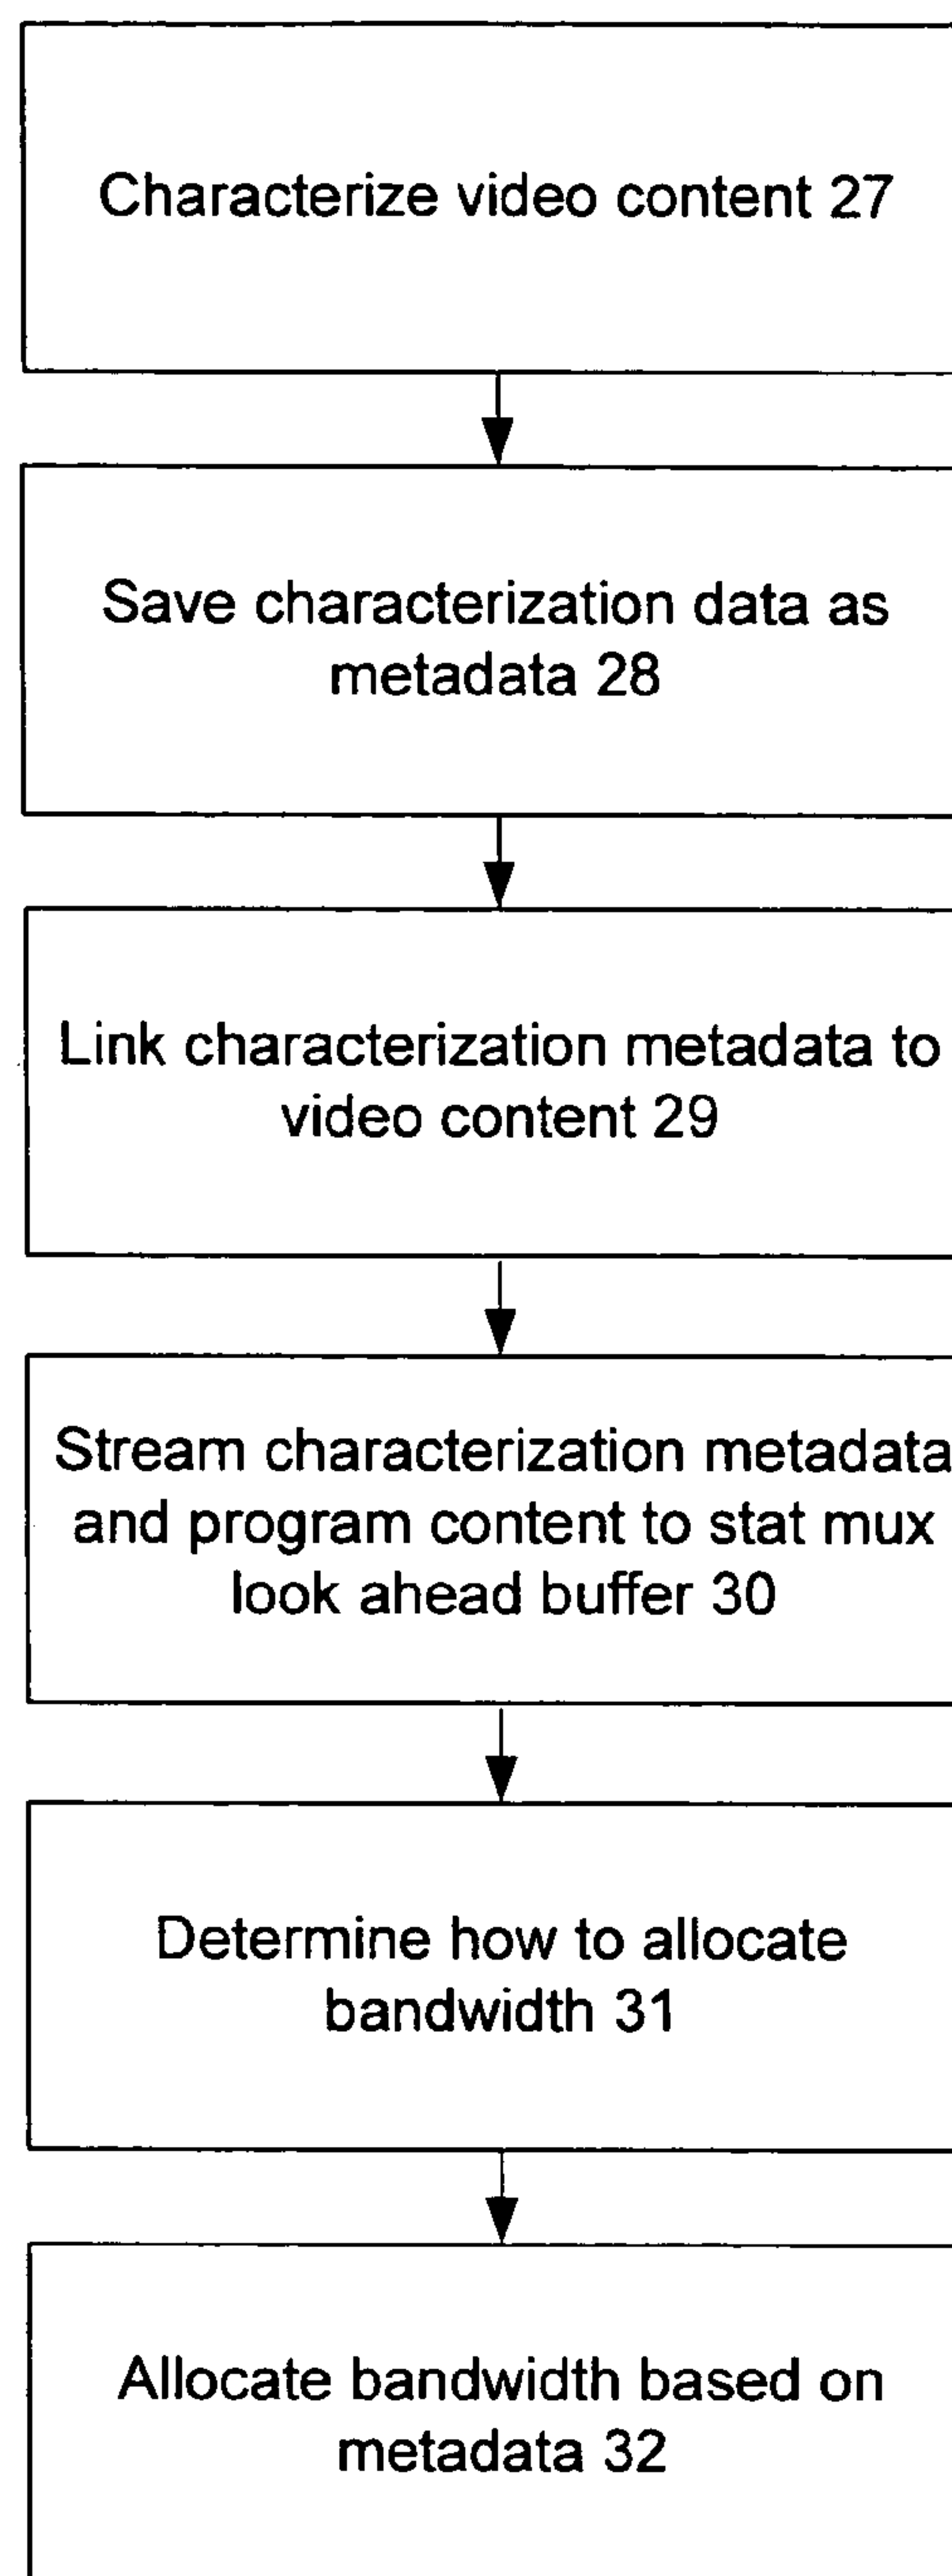 Characterize video content 27
Save characterization data as
metadata 28
Link characterization metadata to
video content 29
Stream characterization metadata
and program content to stat mux
look ahead buffer 30
Determine how to allocate
bandwidth 31
Allocate bandwidth based on
metadata 32